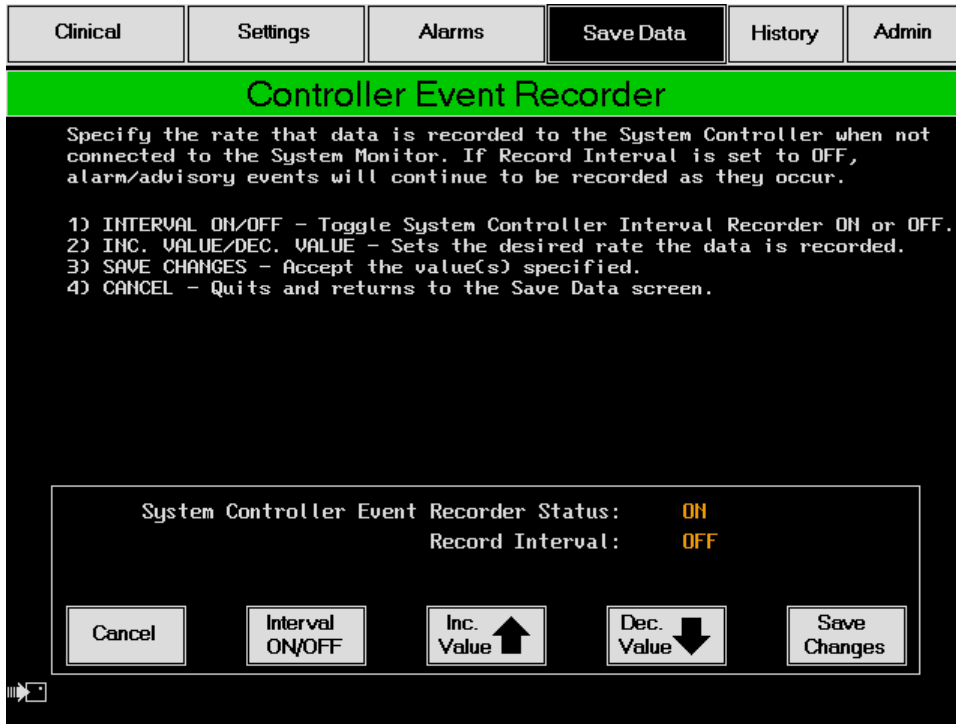 Clinical Settings Alarms Save Data History Admin
Controller Event Recorder
Specify the rate that data is recorded to the System Controller when not
connected to the System Monitor. If Record Interval is set to OFF,
alarm/advisory events will continue to be recorded as they occur.
1) INTERVAL ON/OFF – Toggle System Controller Interval Recorder ON or OFF.
2) INC. VALUE/DEC. VALUE – Sets the desired rate the data is recorded.
3) SAVE CHANGES – Accept the value(s) specified.
4) CANCEL – Quits and returns to the Save Data screen.
System Controller Event Recorder Status: ON
Record Interval: OFF
Cancel
Interval
ON/OFF
Inc.
Value
Dec.
Value
Save
Changes